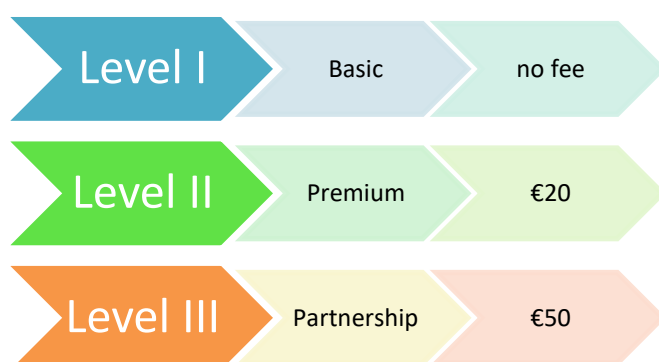 Level I
Basic
no fee
Level II
Premium
€20
Level III
Partnership
€50